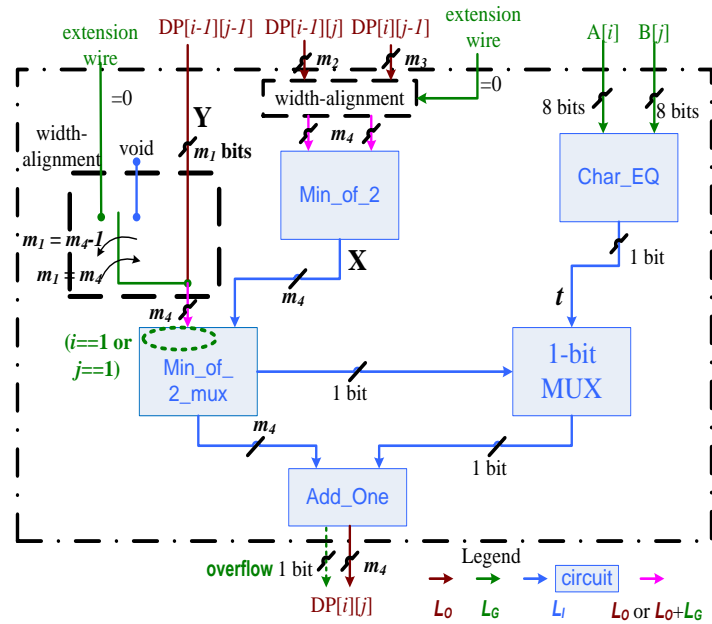 extension wire
DP[i-1][j-1]
DP[i-1][j]
DP[i][j-1]
extension wire
A[i]
B[j]
m2
m3
=0
=0
width-alignment
8 bits
8 bits
Y
width-alignment
void
m1 bits
m4
Min_of_2
Char_EQ
m1 = m4-1
m1 = m4
X
1 bit
m4
m4
t
(i==1 or j==1)
Min_of_2_mux
1-bit MUX
1 bit
m4
1 bit
Add_One
overflow
1 bit
m4
DP[i][j]
Legend
circuit
LO
LG
LI
LO or LO+LG